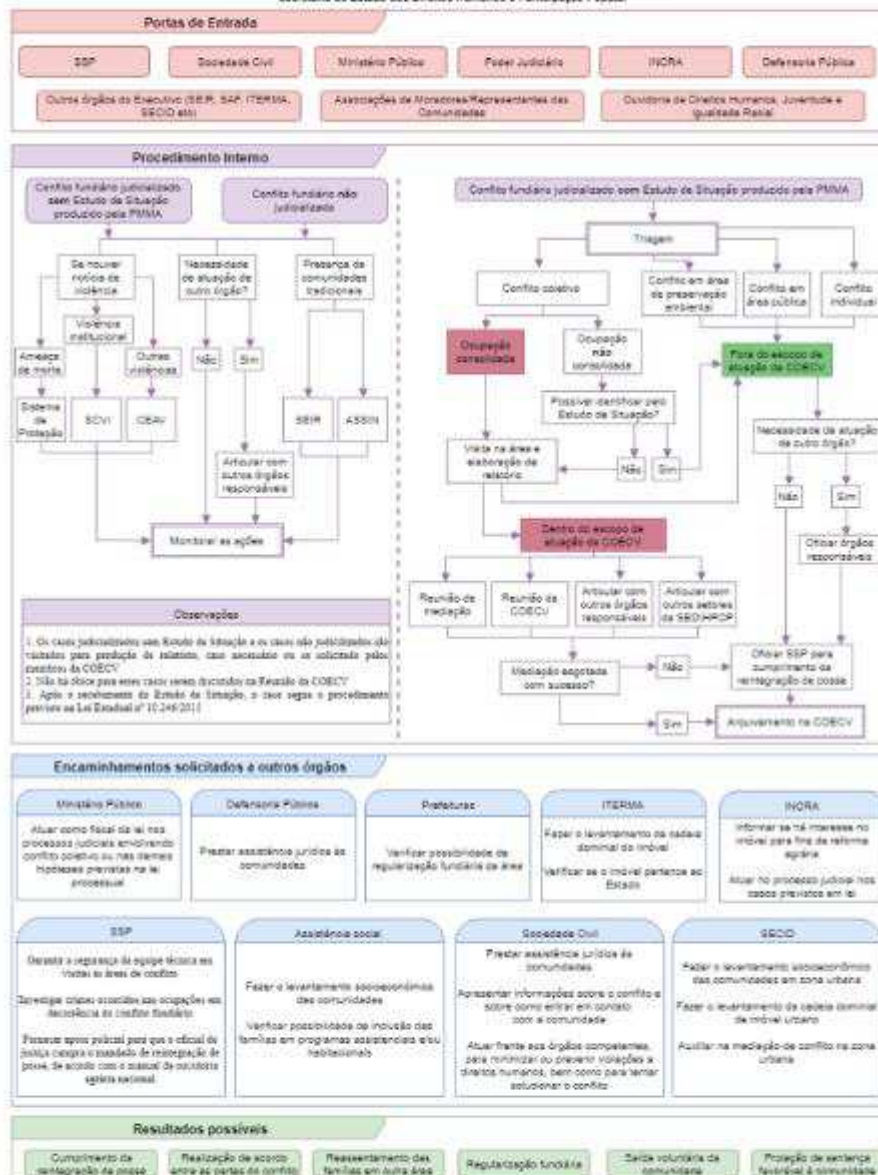 Secretaria de Estado dos Direitos Humanos e Participação Popular
Portas de Entrada
SSP
Sociedade Civil
Ministério Público
Poder Judiciário
INCRA
Defensoria Pública
Outros órgãos do Executivo (SEIR, SAF, ITERMA,
SECID etc)
Associações de Moradores/Representantes das
Comunidades
Ouvidoria de Direitos Humanos, Juventude e
Igualdade Racial
Procedimento Interno
Conflito fundiário judicializado
sem Estudo de Situação
produzido pela PMMA
Conflito fundiário não
judicializado
Se houver
notícia de
violência
Necessidade
de atuação de
outro órgão?
Presença de
comunidades
tradicionais
Violência
institucional
Ameaça
de morte
Outras
violências
Não
Sim
Sistema
de
Proteção
SCVI
CEAV
SEIR
ASSIN
Articular com
outros órgãos
responsáveis
Monitorar as ações
Observações
1. Os casos judicializados sem Estudo de Situação e os casos não judicializados são
visitados para produção de relatório, caso necessário ou se solicitado pelos
membros da COECV
2. Não há óbice para esses casos serem discutidos na Reunião da COECV
3. Após o recebimento do Estudo de Situação, o caso segue o procedimento
previsto na Lei Estadual nº 10.246/2015
Conflito fundiário judicializado com Estudo de Situação produzido pela PMMA
Triagem
Conflito coletivo
Conflito em área
de preservação
ambiental
Conflito em
área pública
Conflito
individual
Ocupação
consolidada
Ocupação
não
consolidada
Fora do escopo de
atuação da COECV
Possível identificar pelo
Estudo de Situação?
Necessidade de atuação
de outro órgão?
Visita na área e
elaboração de
relatório
Não
Sim
Não
Sim
Dentro do escopo de
atuação da COECV
Oficiar órgãos
responsáveis
Reunião de
mediação
Reunião da
COECV
Articular com
outros órgãos
responsáveis
Articular com
outros setores
da SEDIHPOP
Mediação esgotada
com sucesso?
Não
Oficiar SSP para
cumprimento da
reintegração de posse
Sim
Arquivamento na COECV
Encaminhamentos solicitados a outros órgãos
Ministério Público
Atuar como fiscal da lei nos
processos judiciais envolvendo
conflito coletivo ou nas demais
hipóteses previstas na lei
processual
Defensoria Pública
Prestar assistência jurídica às
comunidades
Prefeituras
Verificar possibilidade de
regularização fundiária da área
ITERMA
Fazer o levantamento da cadeia
dominial do imóvel
Verificar se o imóvel pertence ao
Estado
INCRA
Informar se há interesse no
imóvel para fins de reforma
agrária
Atuar no processo judicial nos
casos previstos em lei
SSP
Garantir a segurança da equipe técnica em
visitas às áreas de conflito
Investigar crimes ocorridos nas ocupações em
decorrência do conflito fundiário
Fornecer apoio policial para que o oficial de
justiça cumpra o mandado de reintegração de
posse, de acordo com o manual da ouvidoria
agrária nacional
Assistência social
Fazer o levantamento socioeconômico
das comunidades
Verificar possibilidade de inclusão das
famílias em programas assistenciais e/ou
habitacionais
Sociedade Civil
Prestar assistência jurídica às
comunidades
Apresentar informações sobre o conflito e
sobre como entrar em contato
com a comunidade
Atuar frente aos órgãos competentes,
para minimizar ou prevenir violações a
direitos humanos, bem como para tentar
solucionar o conflito
SECID
Fazer o levantamento socioeconômico
das comunidades em zona urbana
Fazer o levantamento da cadeia dominial
de imóvel urbano
Auxiliar na mediação de conflito na zona
urbana
Resultados possíveis
Cumprimento da
reintegração de posse
Realização de acordo
entre as partes do conflito
Reassentamento das
famílias em outra área
Regularização fundiária
Saída voluntária da
comunidade
Prolação de sentença
favorável à comunidade